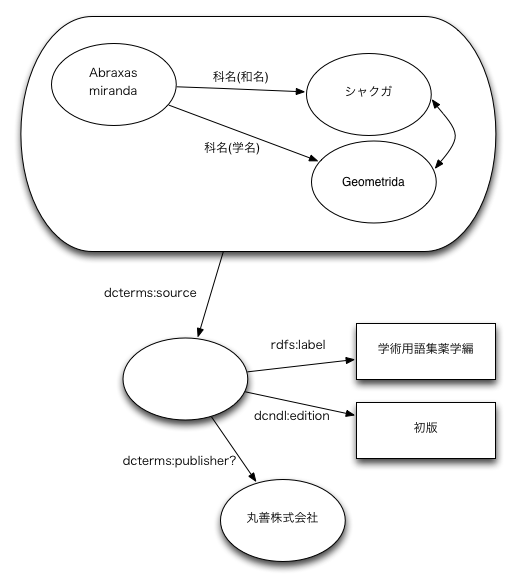 Abraxas
miranda
科名(和名)
シャクガ
科名(学名)
Geometrida
dcterms:source
rdfs:label
学術用語集薬学編
dcndl:edition
初版
dcterms:publisher?
丸善株式会社